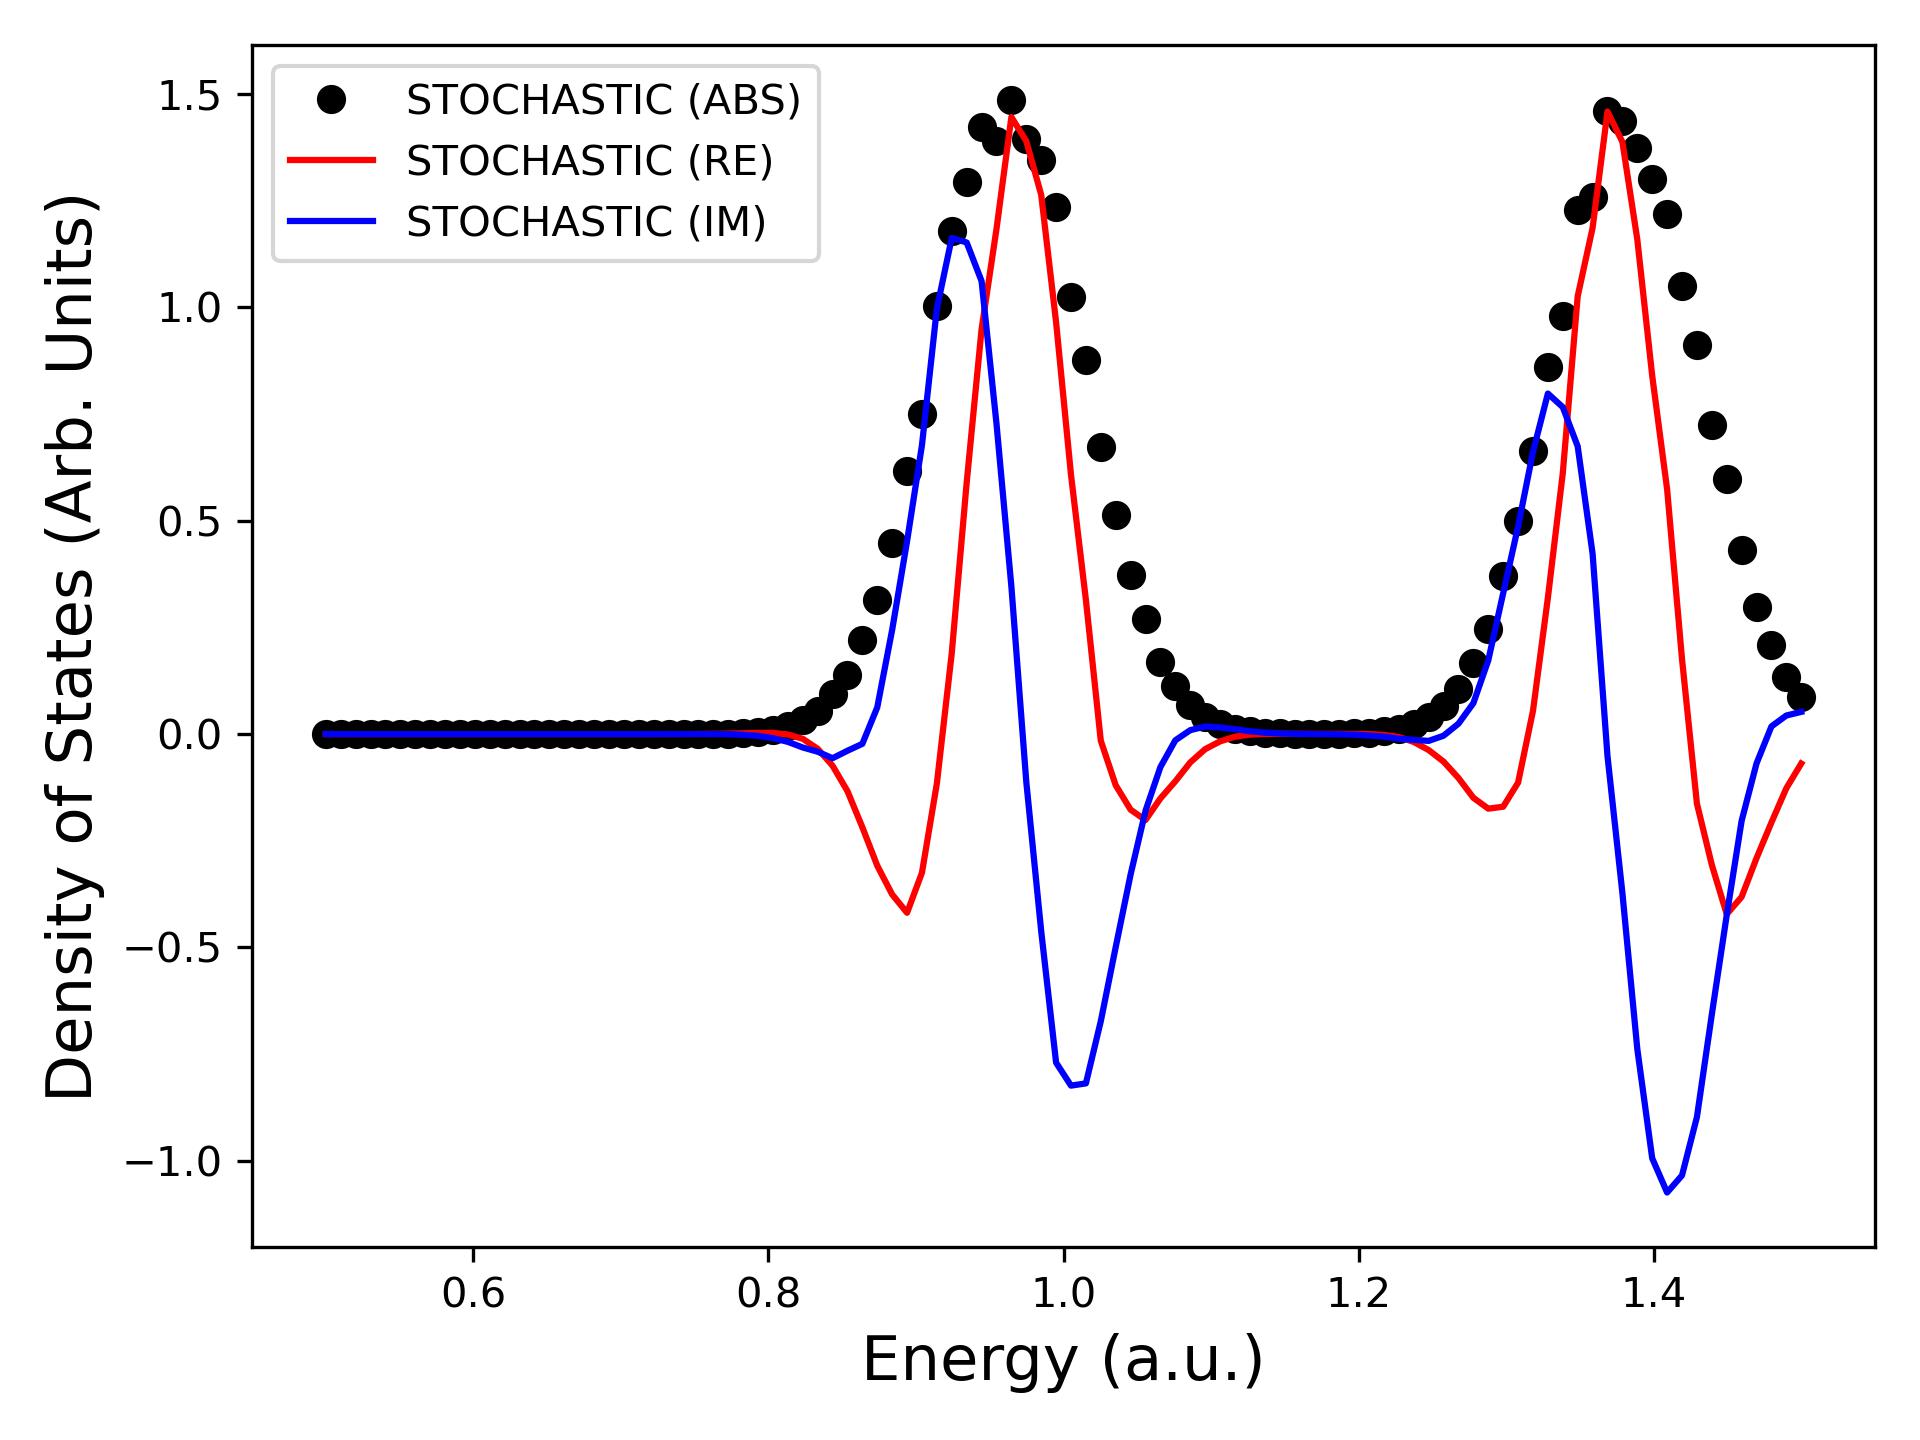 STOCHASTIC (ABS)
STOCHASTIC (RE)
STOCHASTIC (IM)
Density of States (Arb. Units)
1.5
1.0
0.5
0.0
−0.5
−1.0
0.6 0.8 1.0 1.2 1.4
Energy (a.u.)